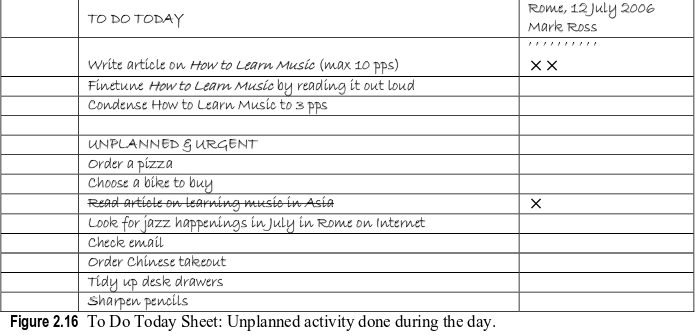 TO DO TODAY
Rome, 12 July 2006
Mark Ross
' ' ' ' ' ' ' ' ' '
Write article on How to Learn Music (max 10 pps) X X
Finetune How to Learn Music by reading it out loud
Condense How to Learn Music to 3 pps
UNPLANNED & URGENT
Order a pizza
Choose a bike to buy
Read article on learning music in Asia X
Look for jazz happenings in July in Rome on Internet
Check email
Order Chinese takeout
Tidy up desk drawers
Sharpen pencils
Figure 2.16 To Do Today Sheet: Unplanned activity done during the day.